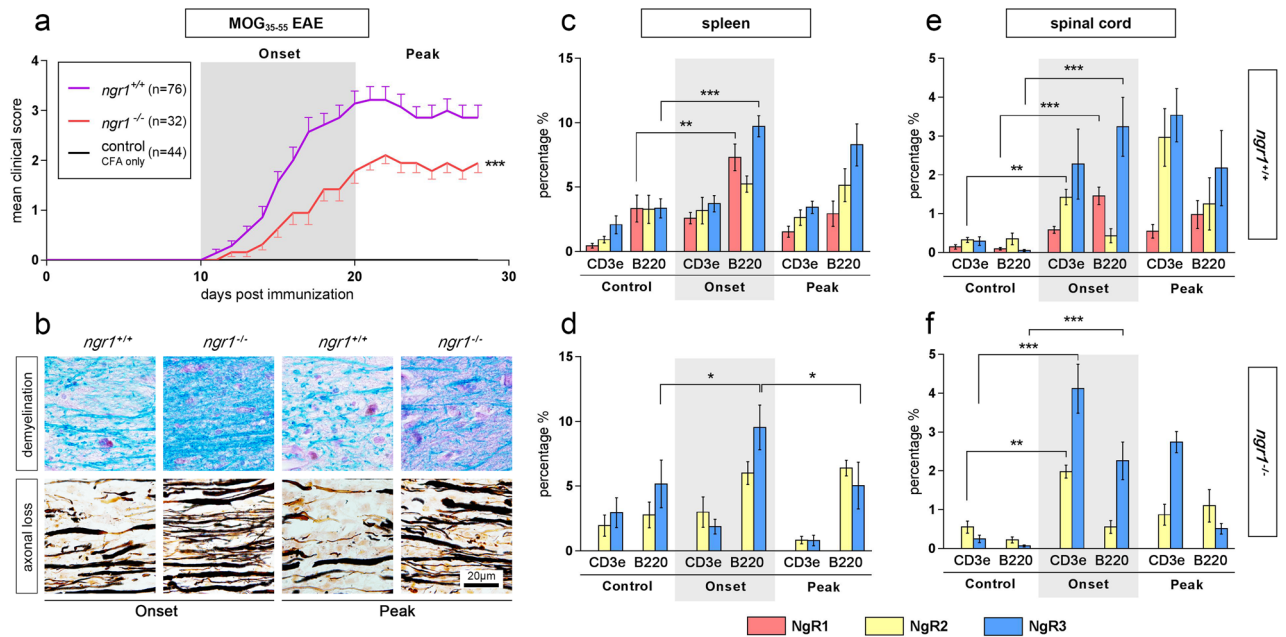 a
MOG35-55 EAE
Onset
Peak
mean clinical score
4
3
2
1
0
ngr1+/+ (n=76)
ngr1-/- (n=32)
control (n=44)
CFA only
***
0
10
20
30
days post immunization
b
ngr1+/+
ngr1-/-
ngr1+/+
ngr1-/-
demyelination
axonal loss
20µm
Onset
Peak
c
spleen
percentage %
15
10
5
0
**
***
CD3e B220 CD3e B220 CD3e B220
Control Onset Peak
d
percentage %
15
10
5
0
*
*
CD3e B220 CD3e B220 CD3e B220
Control Onset Peak
e
spinal cord
ngr1+/+
percentage %
5
4
3
2
1
0
**
***
***
CD3e B220 CD3e B220 CD3e B220
Control Onset Peak
f
ngr1-/-
percentage %
5
4
3
2
1
0
**
***
***
CD3e B220 CD3e B220 CD3e B220
Control Onset Peak
NgR1 NgR2 NgR3